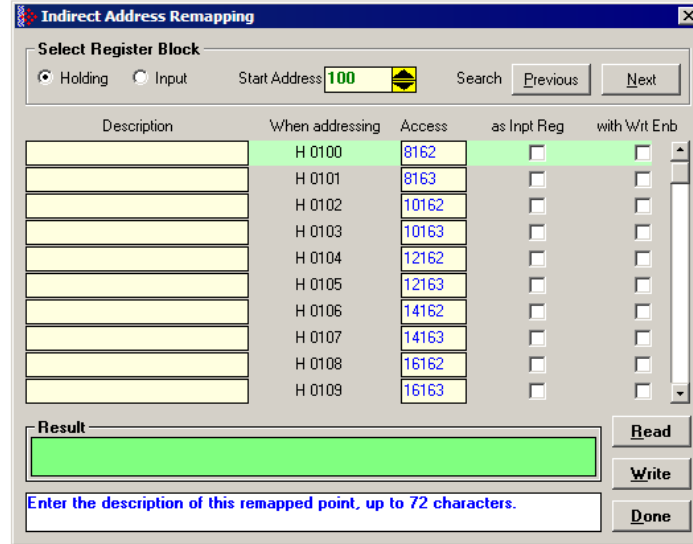 Indirect Address Remapping
Select Register Block
Holding Input Start Address 100 Search Previous Next
Description When addressing Access as Inpt Reg with Wrt Enb
H 0100 8162
H 0101 8163
H 0102 10162
H 0103 10163
H 0104 12162
H 0105 12163
H 0106 14162
H 0107 14163
H 0108 16162
H 0109 16163
Result
Read
Write
Enter the description of this remapped point, up to 72 characters.
Done